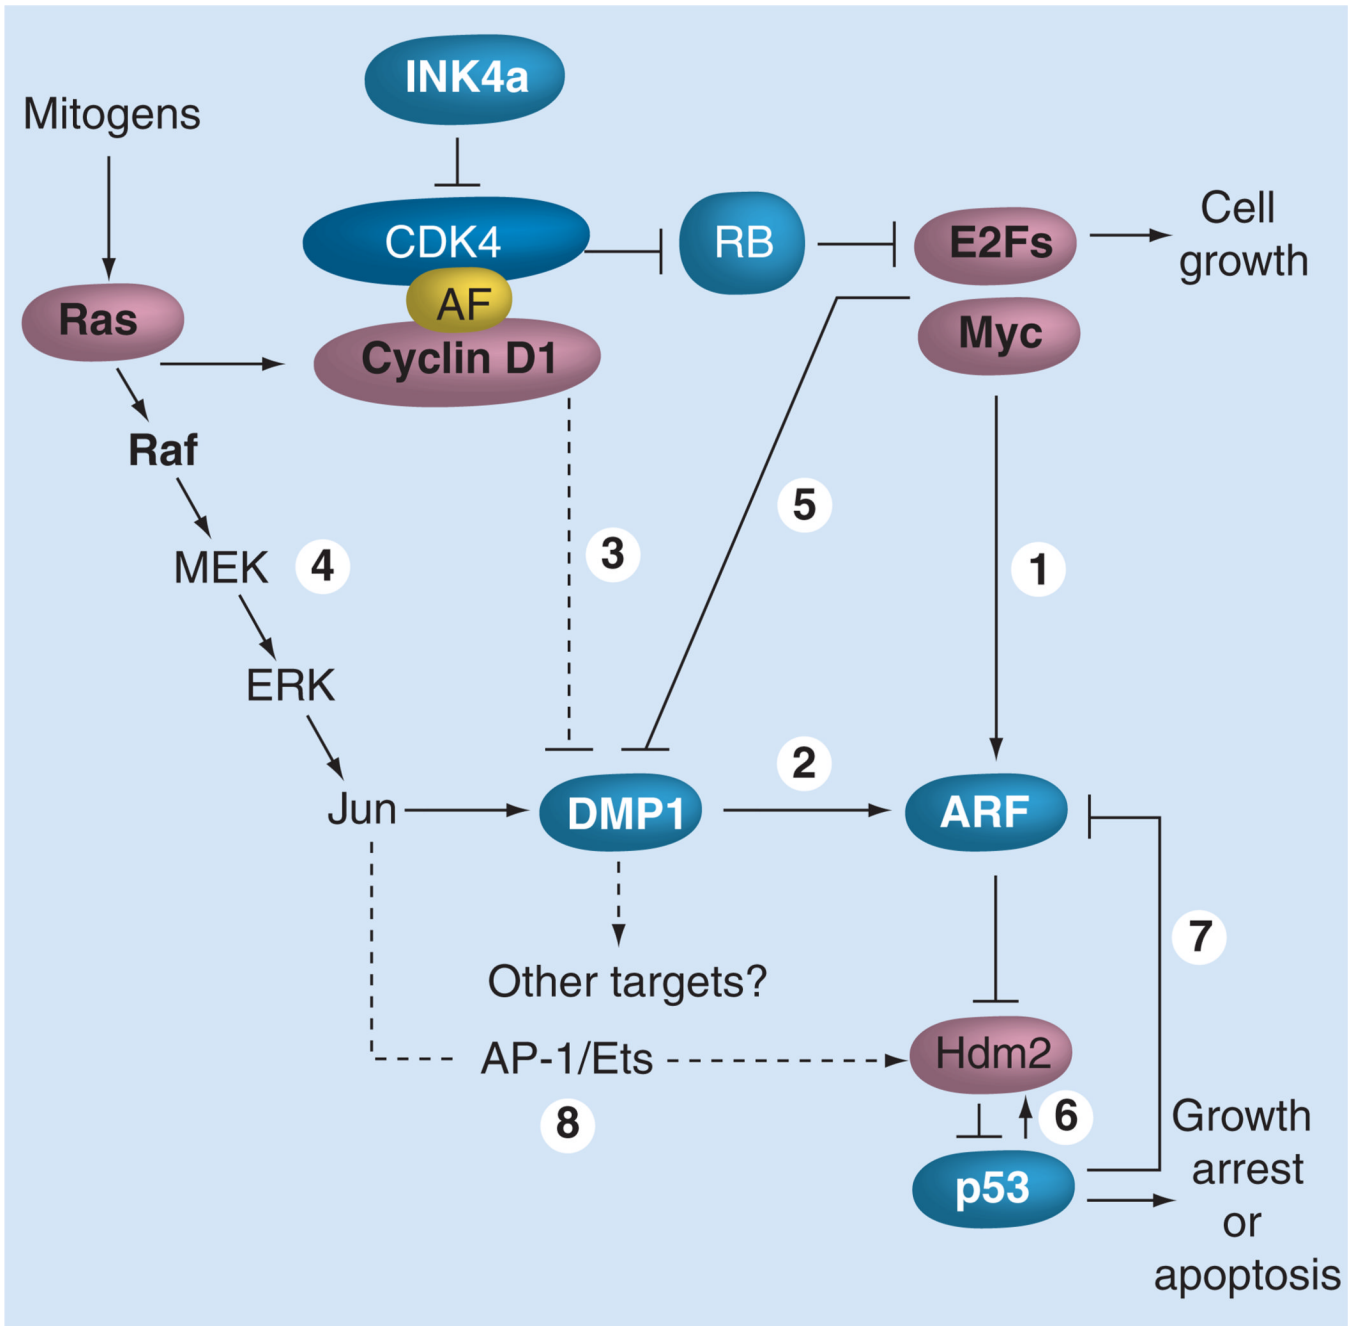 INK4a
Mitogens
CDK4
RB
E2Fs
Cell
growth
AF
Ras
Cyclin D1
Myc
Raf
5
3
1
MEK
4
ERK
2
Jun
DMP1
ARF
7
Other targets?
AP-1/Ets
Hdm2
8
6
Growth
arrest
or
apoptosis
p53